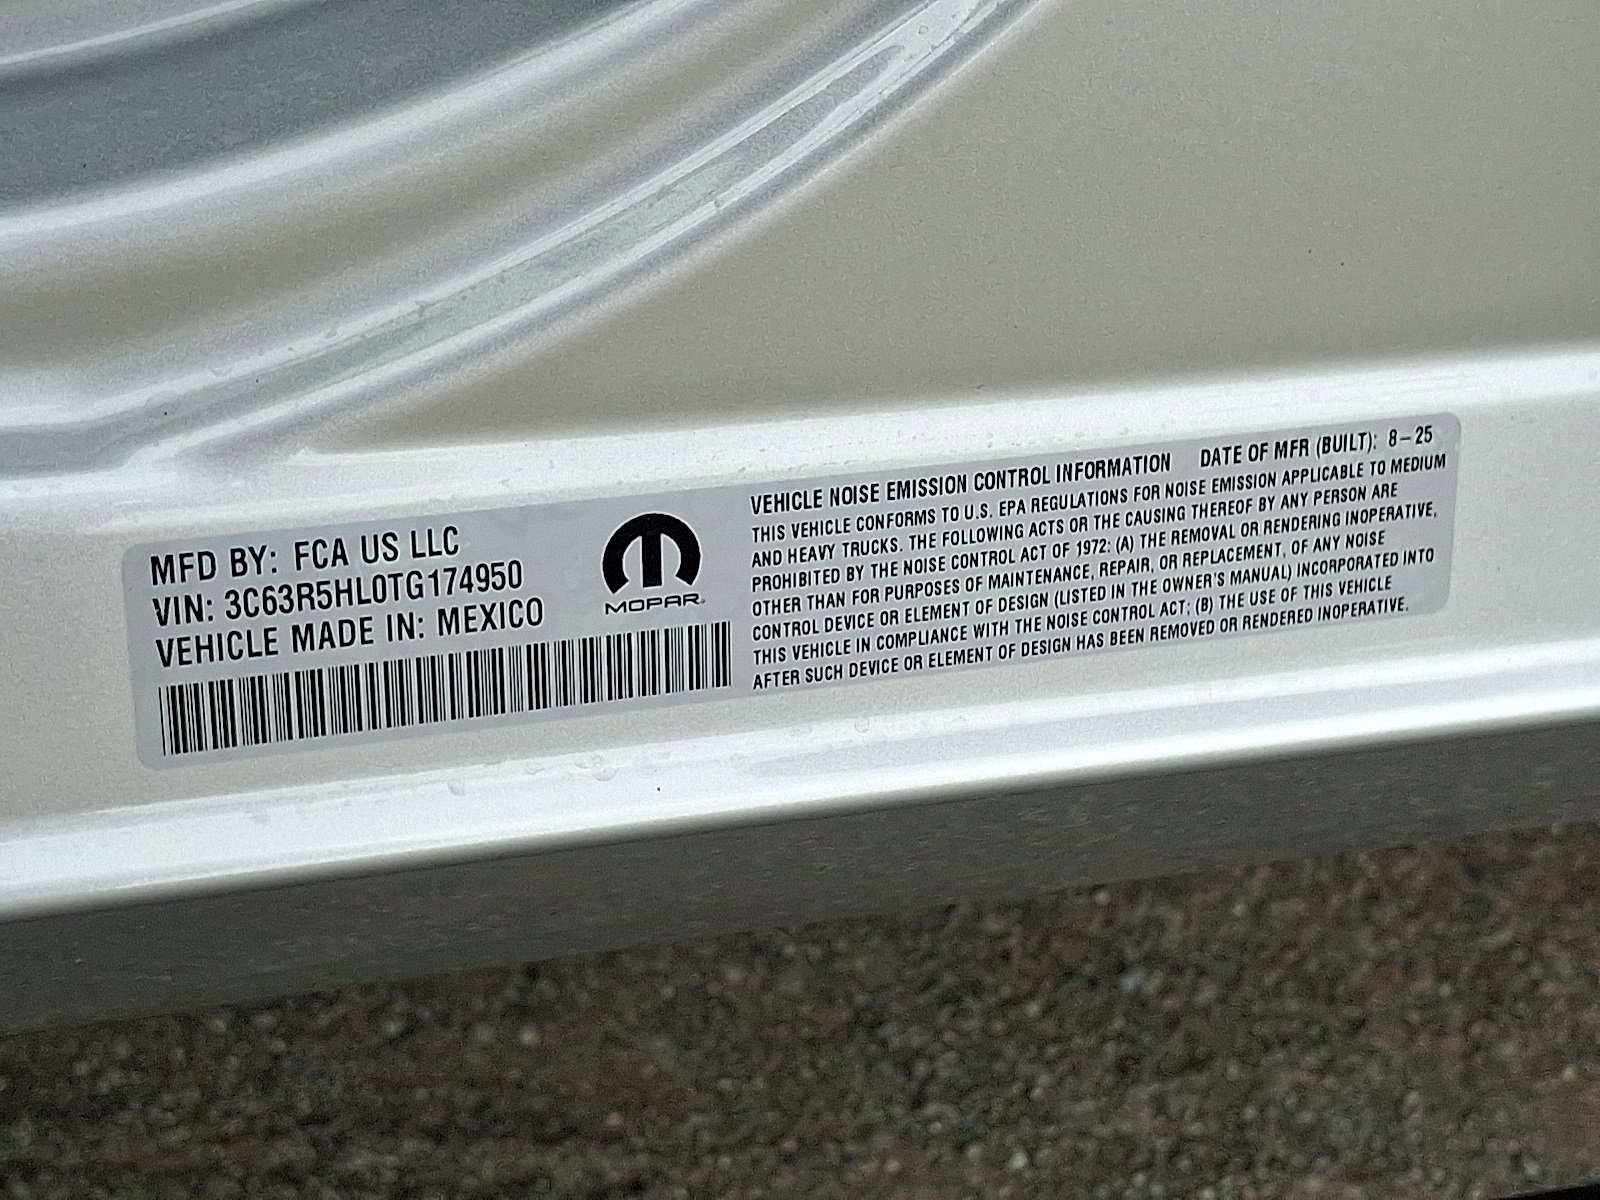 MFD BY: FCA US LLC
VIN: 3C63R5HL0TG174950
VEHICLE MADE IN: MEXICO
MOPAR®
VEHICLE NOISE EMISSION CONTROL INFORMATION DATE OF MFR (BUILT): 8-25
THIS VEHICLE CONFORMS TO U.S. EPA REGULATIONS FOR NOISE EMISSION APPLICABLE TO MEDIUM
AND HEAVY TRUCKS. THE FOLLOWING ACTS OR THE CAUSING THEREOF BY ANY PERSON ARE
PROHIBITED BY THE NOISE CONTROL ACT OF 1972: (A) THE REMOVAL OR RENDERING INOPERATIVE,
OTHER THAN FOR PURPOSES OF MAINTENANCE, REPAIR, OR REPLACEMENT, OF ANY NOISE
CONTROL DEVICE OR ELEMENT OF DESIGN (LISTED IN THE OWNER'S MANUAL) INCORPORATED INTO
THIS VEHICLE IN COMPLIANCE WITH THE NOISE CONTROL ACT; (B) THE USE OF THIS VEHICLE
AFTER SUCH DEVICE OR ELEMENT OF DESIGN HAS BEEN REMOVED OR RENDERED INOPERATIVE.